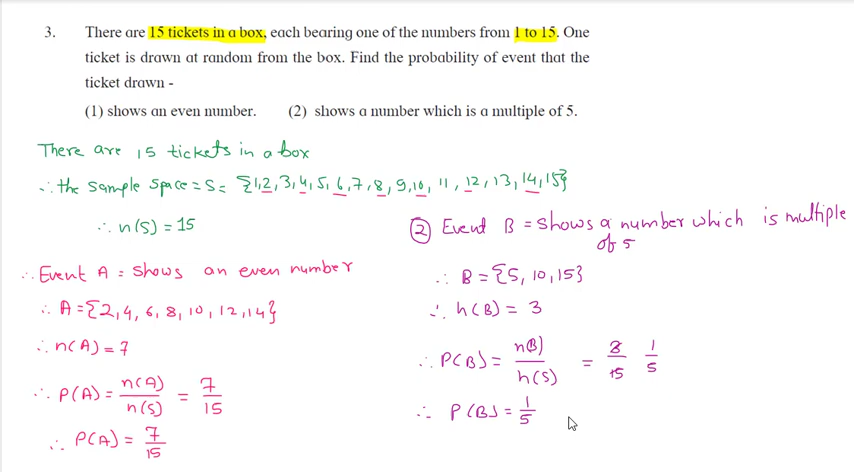 3. There are 15 tickets in a box, each bearing one of the numbers from 1 to 15. One
ticket is drawn at random from the box. Find the probability of event that the
ticket drawn -
(1) shows an even number. (2) shows a number which is a multiple of 5.
There are 15 tickets in a box
∴ the sample space = S = {1,2,3,4,5,6,7,8,9,10,11,12,13,14,15}
∴ n(S) = 15
∴ Event A = shows an even number
∴ A = {2,4,6,8,10,12,14}
∴ n(A) = 7
∴ P(A) = n(A)/n(S) = 7/15
∴ P(A) = 7/15
② Event B = shows a number which is multiple
of 5
∴ B = {5, 10, 15}
∴ n(B) = 3
∴ P(B) = n(B)/n(S) = 3/15 1/5
∴ P(B) = 1/5